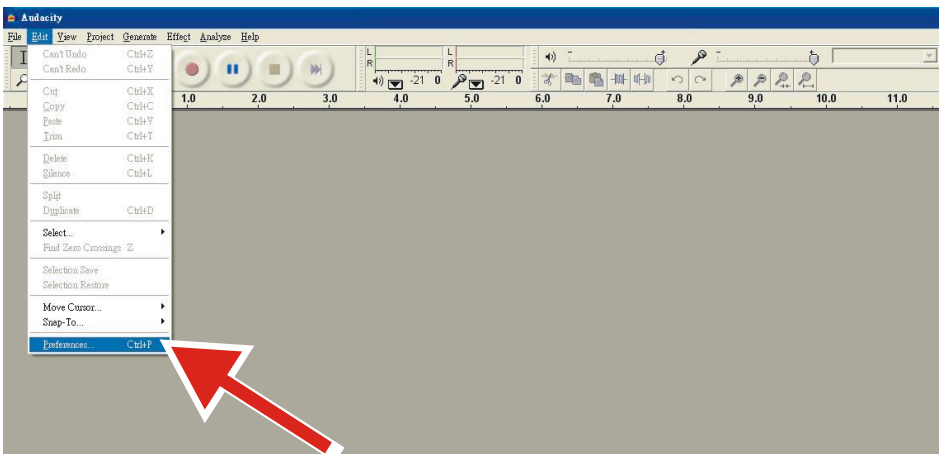 Audacity
File Edit View Project Generate Effect Analyze Help
Can't Undo Ctrl+Z
Can't Redo Ctrl+Y
Cut Ctrl+X
Copy Ctrl+C
Paste Ctrl+V
Trim Ctrl+T
Delete Ctrl+K
Silence Ctrl+L
Split
Duplicate Ctrl+D
Select...
Find Zero Crossings Z
Selection Save
Selection Restore
Move Cursor...
Snap-To...
Preferences... Ctrl+P
L L
R R
-21 0 -21 0
1.0 2.0 3.0 4.0 5.0 6.0 7.0 8.0 9.0 10.0 11.0